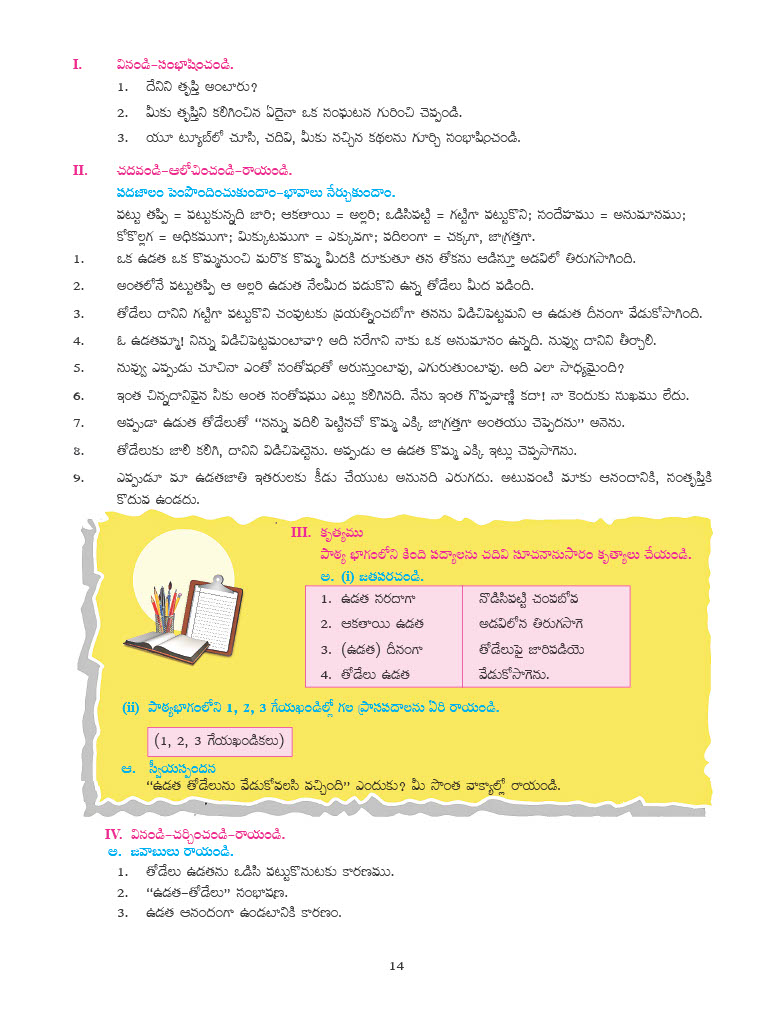 I. వినండి-సంభాషించండి.
1. దేనిని తృప్తి అంటారు?
2. మీకు తృప్తిని కలిగించిన ఏదైనా ఒక సంఘటన గురించి చెప్పండి.
3. యూ ట్యూబ్‌లో చూసి, చదివి, మీకు నచ్చిన కథలను గూర్చి సంభాషించండి.
II. చదవండి-ఆలోచించండి-రాయండి.
పదజాలం పెంపొందించుకుందాం-భావాలు నేర్చుకుందాం.
పట్టు తప్పి = పట్టుకున్నది జారి; ఆకతాయి = అల్లరి; ఒడిసిపట్టి = గట్టిగా పట్టుకొని; సందేహము = అనుమానము;
కోకొల్లగ = అధికముగా; మిక్కుటముగా = ఎక్కువగా; పదిలంగా = చక్కగా, జాగ్రత్తగా.
1. ఒక ఉడత ఒక కొమ్మనుంచి మరొక కొమ్మ మీదకి దూకుతూ తన తోకను ఆడిస్తూ అడవిలో తిరుగసాగింది.
2. అంతలోనే పట్టుతప్పి ఆ అల్లరి ఉడుత నేలమీద పడుకొని ఉన్న తోడేలు మీద పడింది.
3. తోడేలు దానిని గట్టిగా పట్టుకొని చంపుటకు ప్రయత్నించబోగా తనను విడిచిపెట్టమని ఆ ఉడుత దీనంగా వేడుకోసాగింది.
4. ఓ ఉడతమ్మా! నిన్ను విడిచిపెట్టమంటావా? అది సరేగాని నాకు ఒక అనుమానం ఉన్నది. నువ్వు దానిని తీర్చాలి.
5. నువ్వు ఎప్పుడు చూచినా ఎంతో సంతోషంతో అరుస్తుంటావు, ఎగురుతుంటావు. అది ఎలా సాధ్యమైంది?
6. ఇంత చిన్నదానివైన నీకు అంత సంతోషము ఎట్లు కలిగినది. నేను ఇంత గొప్పవాణ్ణి కదా! నా కెందుకు సుఖము లేదు.
7. అప్పుడా ఉడుత తోడేలుతో “నన్ను వదిలి పెట్టినచో కొమ్మ ఎక్కి జాగ్రత్తగా అంతయు చెప్పెదను” అనెను.
8. తోడేలుకు జాలి కలిగి, దానిని విడిచిపెట్టెను. అప్పుడు ఆ ఉడత కొమ్మ ఎక్కి ఇట్లు చెప్పసాగెను.
9. ఎప్పుడూ మా ఉడతజాతి ఇతరులకు కీడు చేయుట అనునది ఎరుగదు. అటువంటి మాకు ఆనందానికి, సంతృప్తికి
కొదువ ఉండదు.
III. కృత్యము
పాఠ్య భాగంలోని కింది పద్యాలను చదివి సూచనానుసారం కృత్యాలు చేయండి.
అ. (i) జతపరచండి.
1. ఉడత సరదాగా నొడిసిపట్టి చంపబోవ
2. ఆకతాయి ఉడత అడవిలోన తిరుగసాగె
3. (ఉడత) దీనంగా తోడేలుపై జారిపడియె
4. తోడేలు ఉడత వేడుకోసాగెను.
(ii) పాఠ్యభాగంలోని 1, 2, 3 గేయఖండిల్లో గల ప్రాసపదాలను ఏరి రాయండి.
(1, 2, 3 గేయఖండికలు)
ఆ. స్వీయస్పందన
“ఉడత తోడేలును వేడుకోవలసి వచ్చింది” ఎందుకు? మీ సొంత వాక్యాల్లో రాయండి.
IV. వినండి-చర్చించండి-రాయండి.
అ. జవాబులు రాయండి.
1. తోడేలు ఉడతను ఒడిసి పట్టుకొనుటకు కారణము.
2. “ఉడత-తోడేలు” సంభాషణ.
3. ఉడత ఆనందంగా ఉండటానికి కారణం.
14